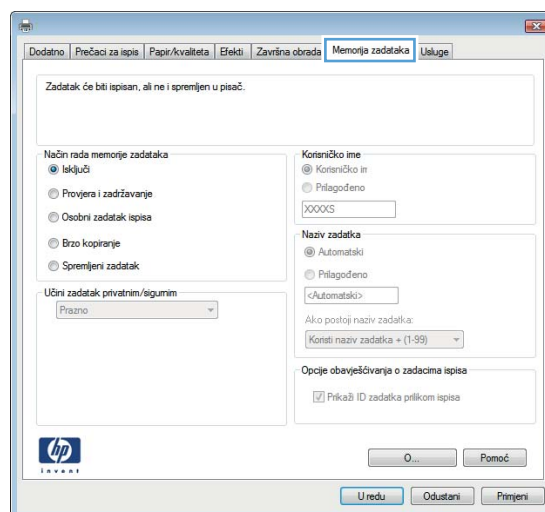 Dodatno Prečaci za ispis Papir/kvaliteta Efekti Završna obrada Memorija zadataka Usluge
Zadatak će biti ispisan, ali ne i spremljen u pisač.
Način rada memorije zadataka
Isključi
Provjera i zadržavanje
Osobni zadatak ispisa
Brzo kopiranje
Spremljeni zadatak
Učini zadatak privatnim/sigurnim
Prazno
Korisničko ime
Korisničko im
Prilagođeno
XXXXS
Naziv zadatka
Automatski
Prilagođeno
<Automatski>
Ako postoji naziv zadatka:
Koristi naziv zadatka + (1-99)
Opcije obavješćivanja o zadacima ispisa
Prikaži ID zadatka prilikom ispisa
hp
invent
O... Pomoć
U redu Odustani Primjeni